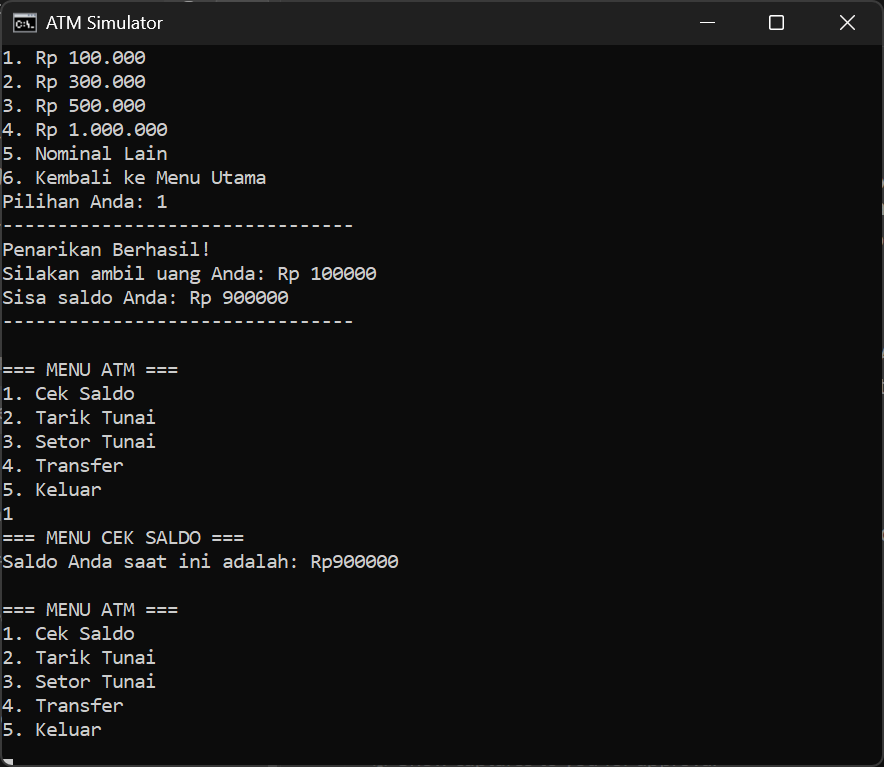 ATM Simulator
1. Rp 100.000
2. Rp 300.000
3. Rp 500.000
4. Rp 1.000.000
5. Nominal Lain
6. Kembali ke Menu Utama
Pilihan Anda: 1
--------------------------------
Penarikan Berhasil!
Silakan ambil uang Anda: Rp 100000
Sisa saldo Anda: Rp 900000
--------------------------------
=== MENU ATM ===
1. Cek Saldo
2. Tarik Tunai
3. Setor Tunai
4. Transfer
5. Keluar
1
=== MENU CEK SALDO ===
Saldo Anda saat ini adalah: Rp900000
=== MENU ATM ===
1. Cek Saldo
2. Tarik Tunai
3. Setor Tunai
4. Transfer
5. Keluar